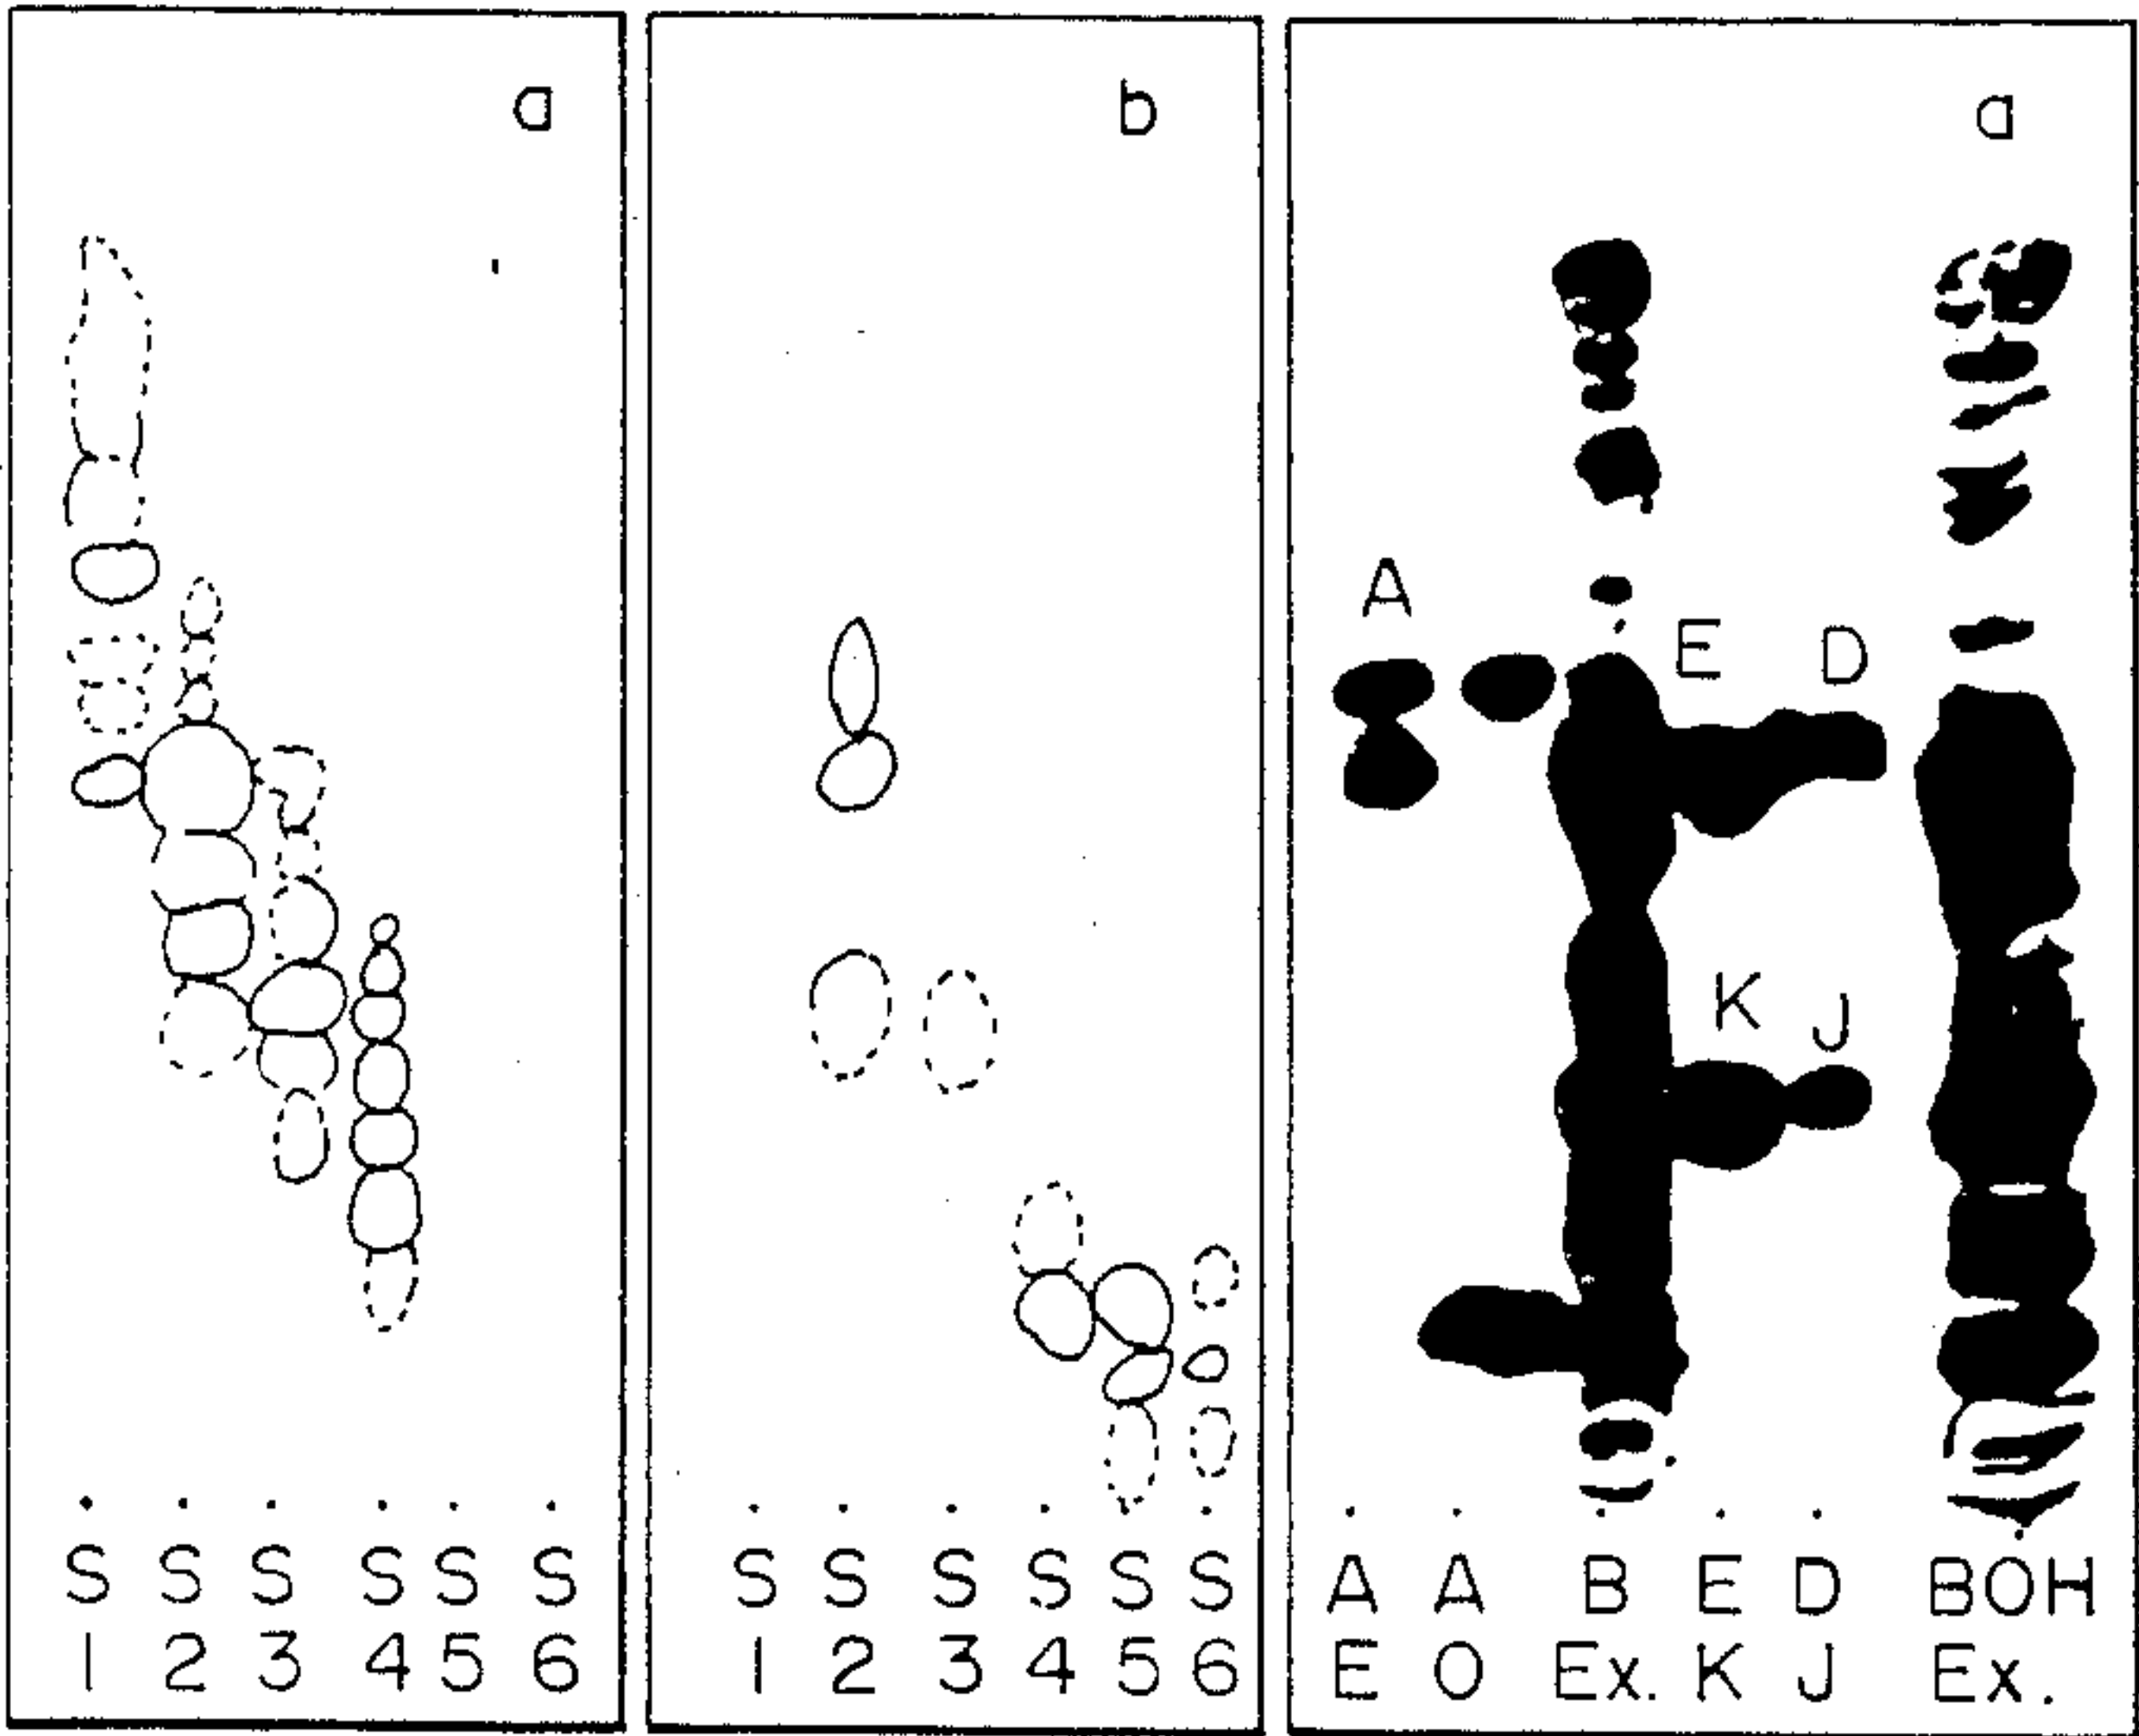 a
S S S S S S
1 2 3 4 5 6
b
S S S S S S
1 2 3 4 5 6
a
A
E D
K J
A A B E D BOH
E O Ex. K J Ex.